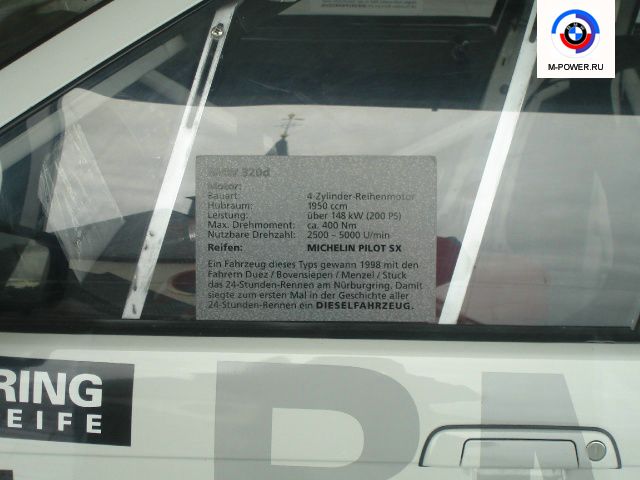 M-POWER.RU
BMW 320d
Motor:
Bauart: 4-Zylinder-Reihenmotor
Hubraum: 1950 ccm
Leistung: über 148 kW (200 PS)
Max. Drehmoment: ca. 400 Nm
Nutzbare Drehzahl: 2500 - 5000 U/min
Reifen: MICHELIN PILOT SX
Ein Fahrzeug dieses Typs gewann 1998 mit den
Fahrern Duez / Bovensiepen / Menzel / Stuck
das 24-Stunden-Rennen am Nürburgring. Damit
siegte zum ersten Mal in der Geschichte aller
24-Stunden-Rennen ein DIESELFAHRZEUG.
RING
EIFE